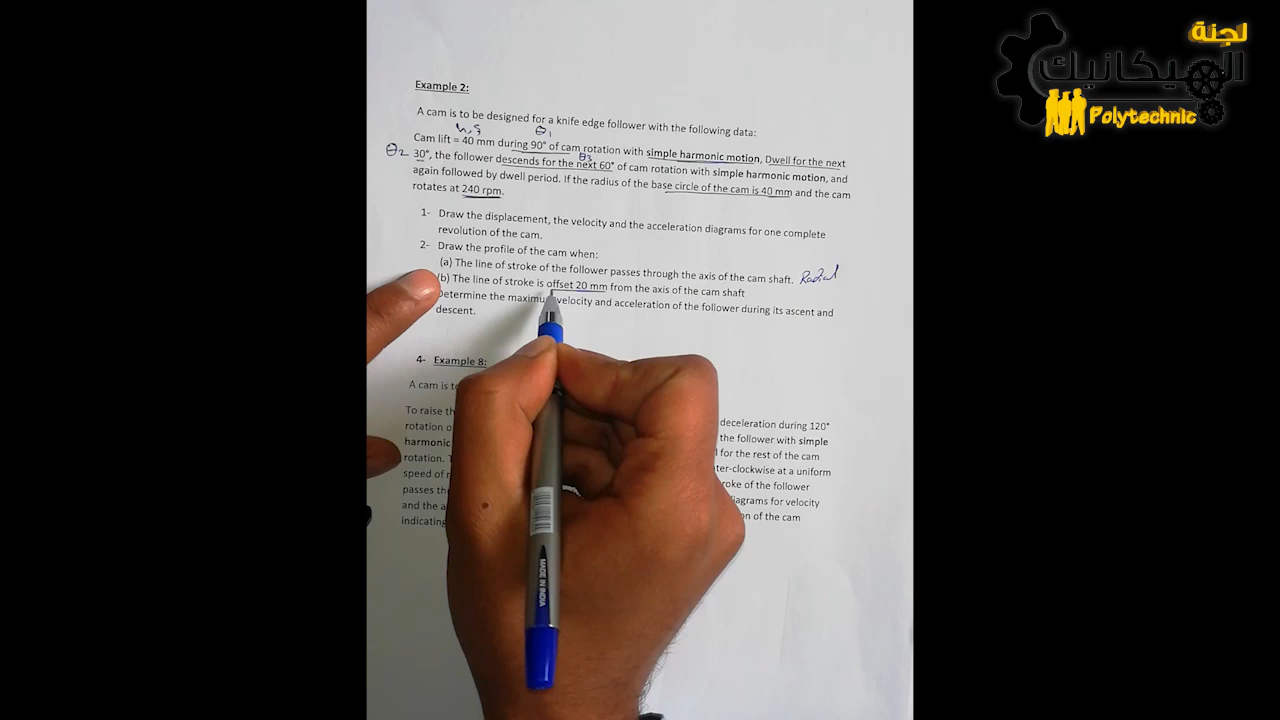 لجنة
الميكانيك
Polytechnic
Example 2:
A cam is to be designed for a knife edge follower with the following data:
h, s θ1
Cam lift = 40 mm during 90° of cam rotation with simple harmonic motion, Dwell for the next
θ2 θ3
30°, the follower descends for the next 60° of cam rotation with simple harmonic motion, and
again followed by dwell period. If the radius of the base circle of the cam is 40 mm and the cam
rotates at 240 rpm.
1- Draw the displacement, the velocity and the acceleration diagrams for one complete
revolution of the cam.
2- Draw the profile of the cam when:
(a) The line of stroke of the follower passes through the axis of the cam shaft. Radial
(b) The line of stroke is offset 20 mm from the axis of the cam shaft
Determine the maximum velocity and acceleration of the follower during its ascent and
descent.
4- Example 8:
A cam is
To raise deceleration during 120°
rotation the follower with simple
harmonic for the rest of the cam
rotation. counter-clockwise at a uniform
speed of stroke of the follower
passes diagrams for velocity
and the of the cam
indicating
MADE IN INDIA